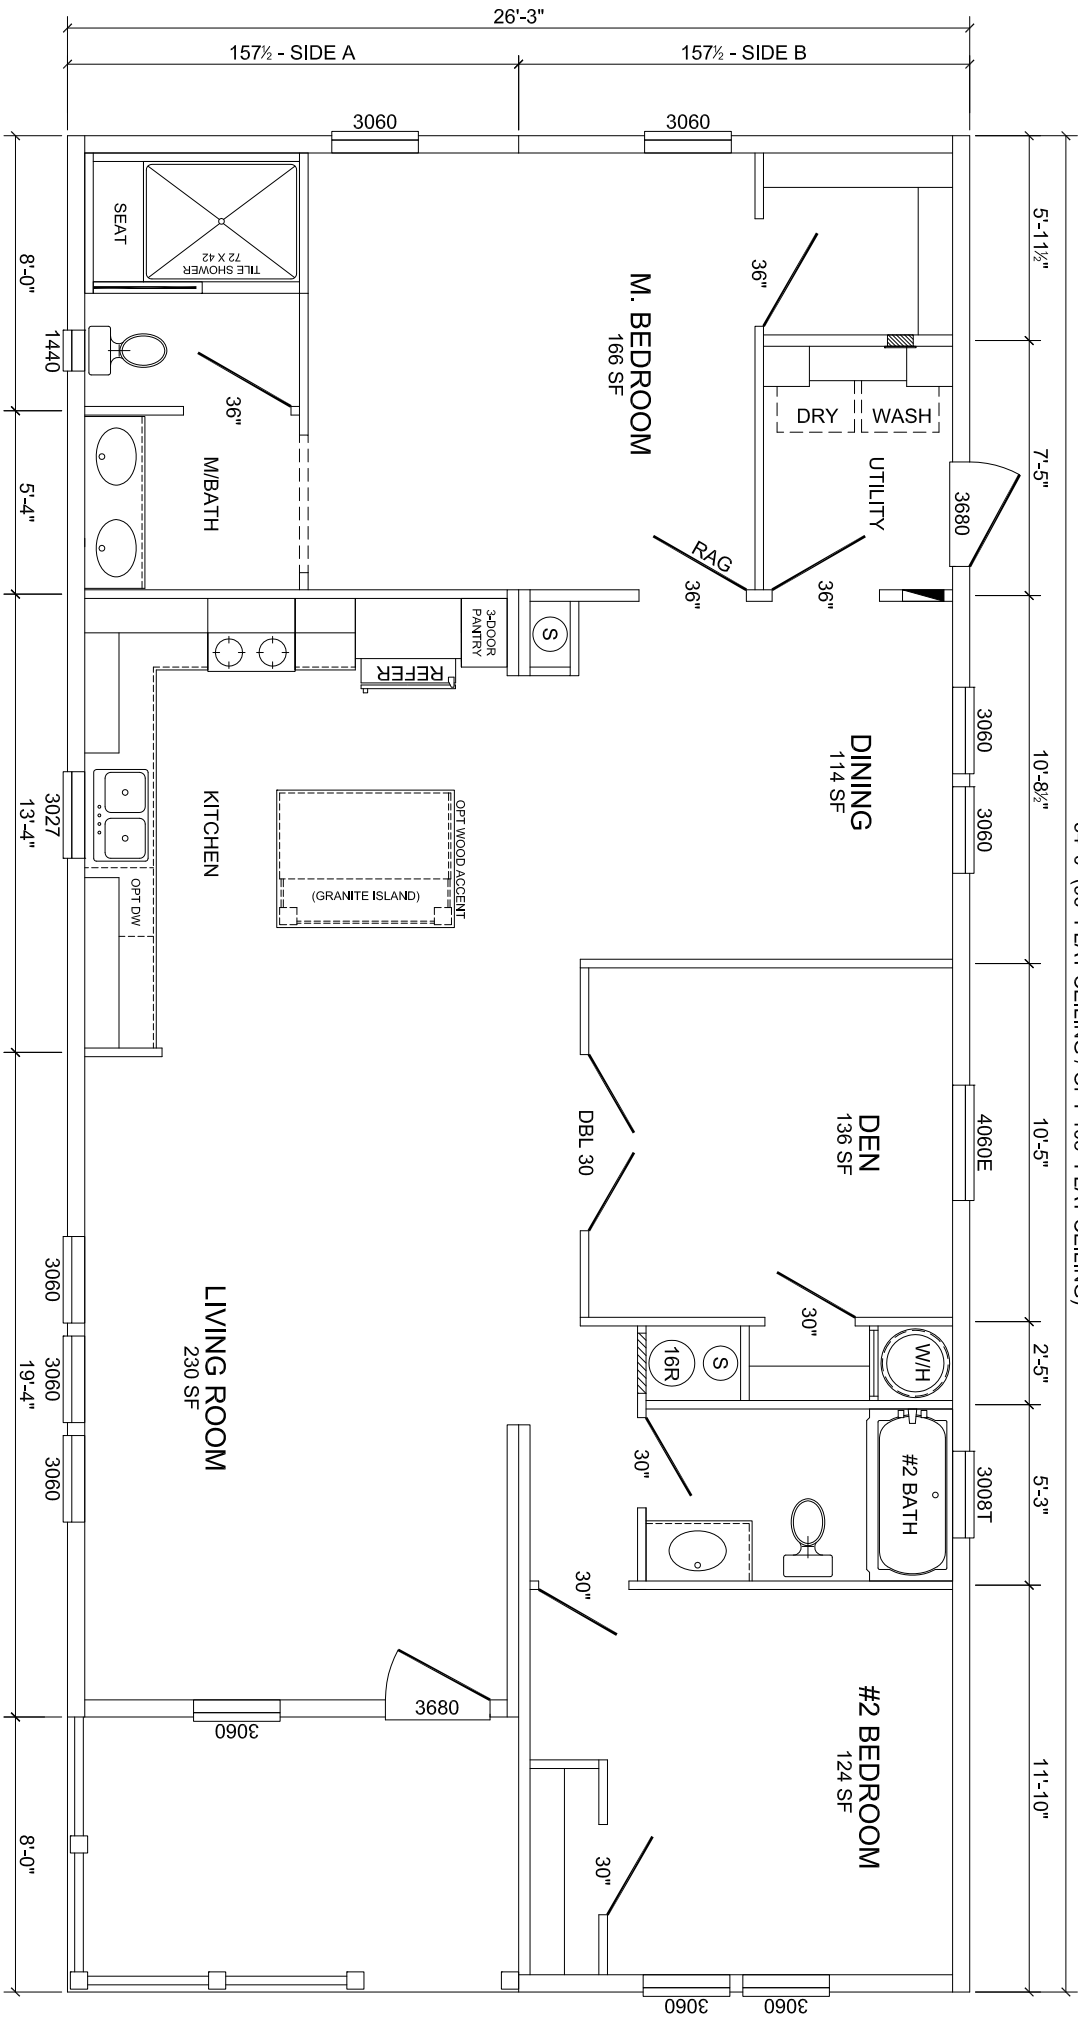 26'-3"
157½ - SIDE A
157½ - SIDE B
3060
3060
5'-11½"
7'-5"
10'-8½"
10'-5"
2'-5"
5'-3"
11'-10"
8'-0"
5'-4"
13'-4"
19'-4"
8'-0"
SEAT
TILE SHOWER
72 X 42
1440
36"
M/BATH
M. BEDROOM
166 SF
36"
DRY
WASH
UTILITY
3680
RAG
36"
36"
3-DOOR
PANTRY
S
REFER
KITCHEN
3027
OPT DW
OPT WOOD ACCENT
(GRANITE ISLAND)
DINING
114 SF
3060
3060
DEN
136 SF
4060E
DBL 30
30"
W/H
16R
S
30"
#2 BATH
3008T
LIVING ROOM
230 SF
3060
3060
3060
3680
3060
30"
#2 BEDROOM
124 SF
30"
3060
3060